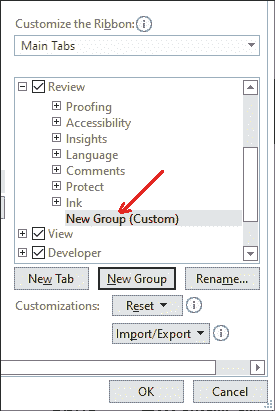 Customize the Ribbon:
Main Tabs
Review
Proofing
Accessibility
Insights
Language
Comments
Protect
Ink
New Group (Custom)
View
Developer
New Tab New Group Rename...
Customizations: Reset
Import/Export
OK Cancel